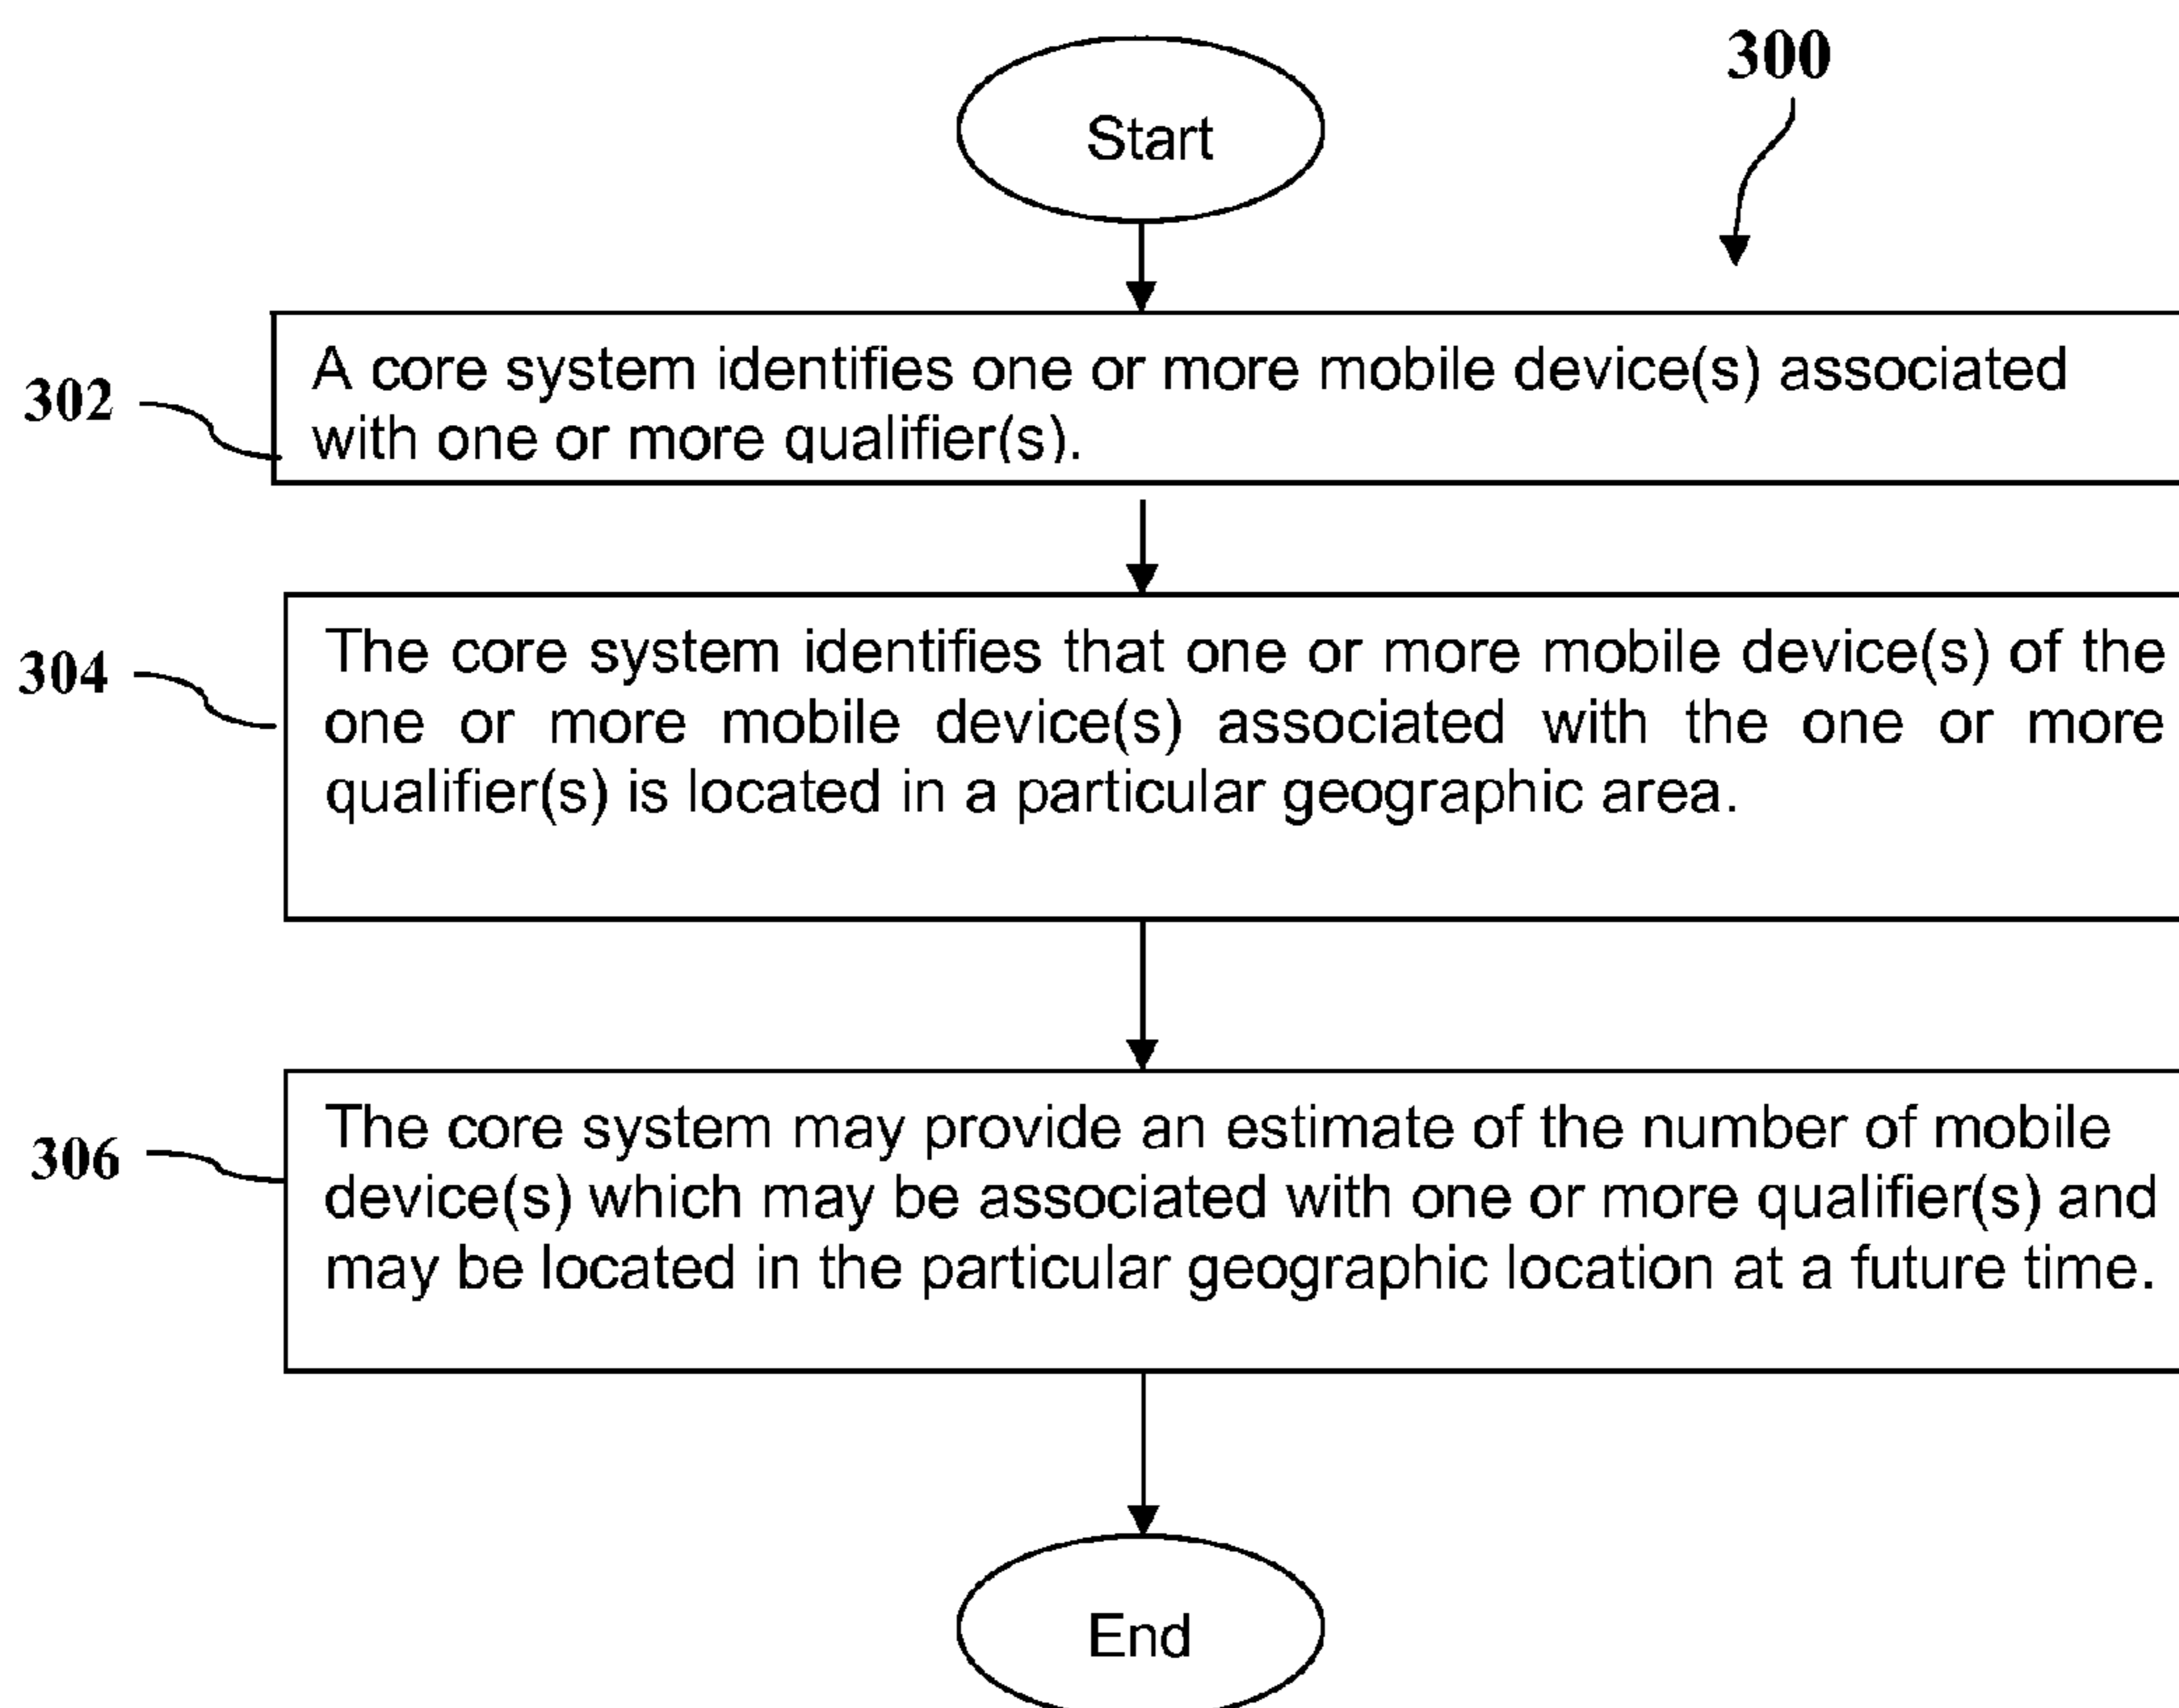 300
Start
302
A core system identifies one or more mobile device(s) associated
with one or more qualifier(s).
304
The core system identifies that one or more mobile device(s) of the
one or more mobile device(s) associated with the one or more
qualifier(s) is located in a particular geographic area.
306
The core system may provide an estimate of the number of mobile
device(s) which may be associated with one or more qualifier(s) and
may be located in the particular geographic location at a future time.
End